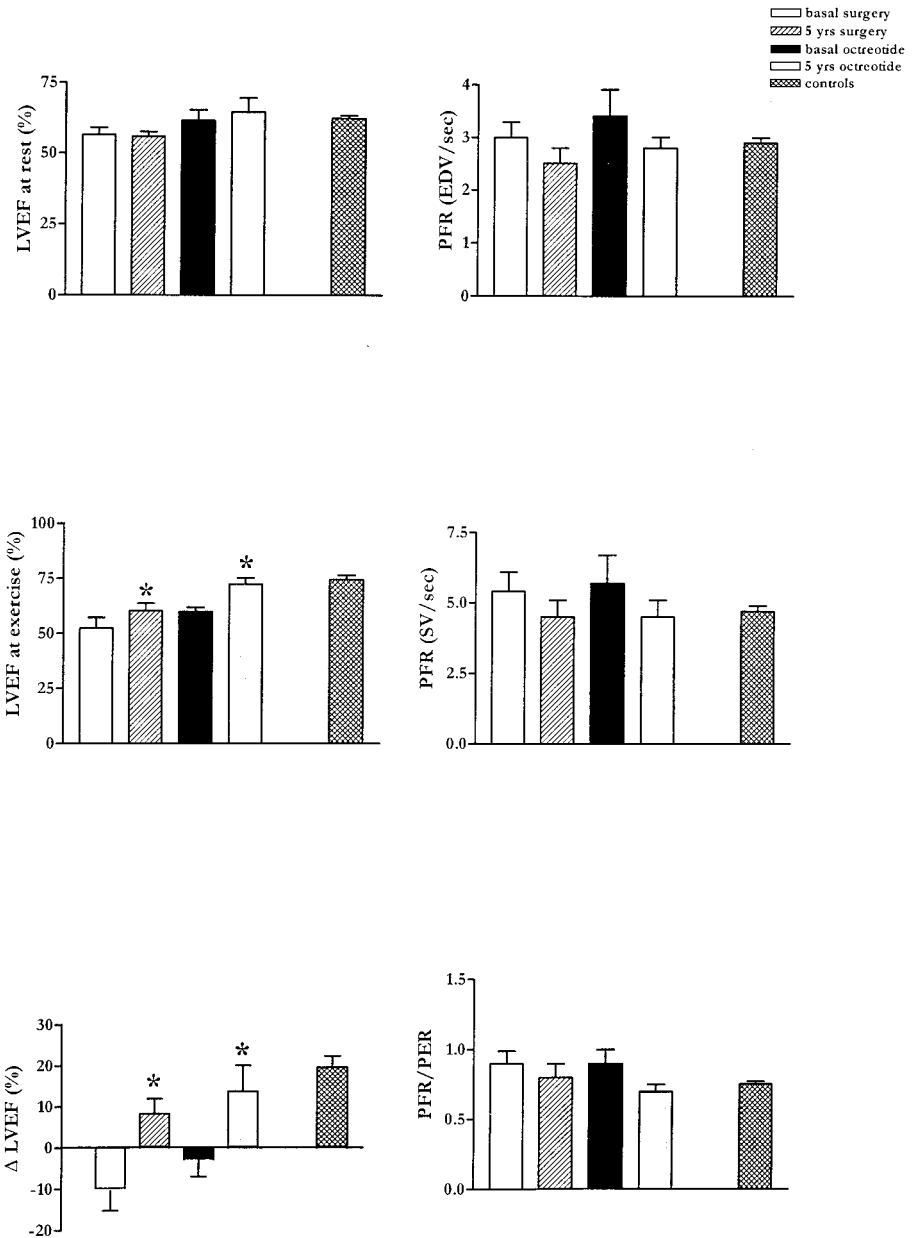 basal surgery
5 yrs surgery
basal octreotide
5 yrs octreotide
controls
LVEF at rest (%)
75
50
25
0
PFR (EDV/sec)
4
3
2
1
0
LVEF at exercise (%)
100
75
50
25
0
*
*
PFR (SV/sec)
7.5
5.0
2.5
0.0
Δ LVEF (%)
30
20
10
0
-10
-20
*
*
PFR/PER
1.5
1.0
0.5
0.0